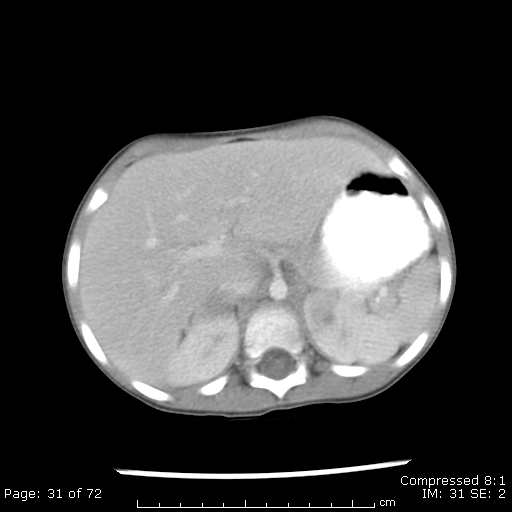 Compressed 8:1
Page: 31 of 72
IM: 31 SE: 2
cm